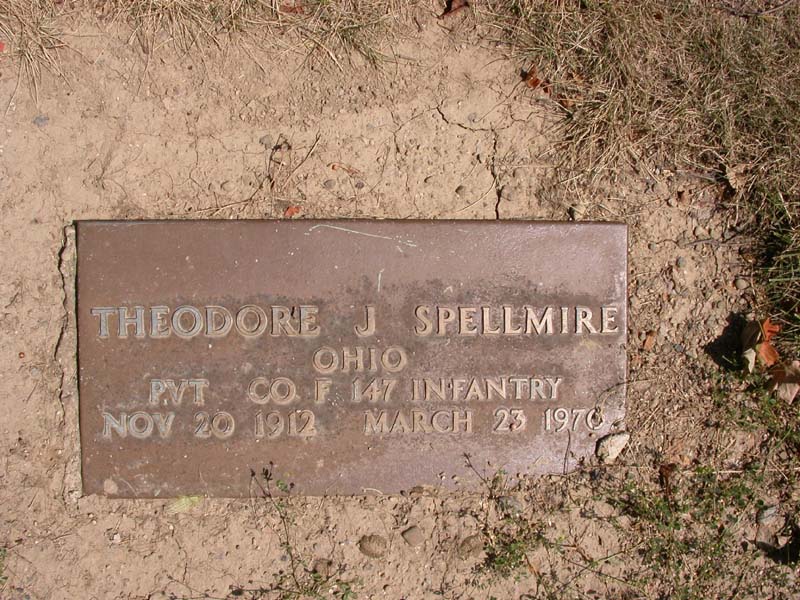 THEODORE J SPELLMIRE
OHIO
PVT CO F 147 INFANTRY
NOV 20 1912 MARCH 23 1970